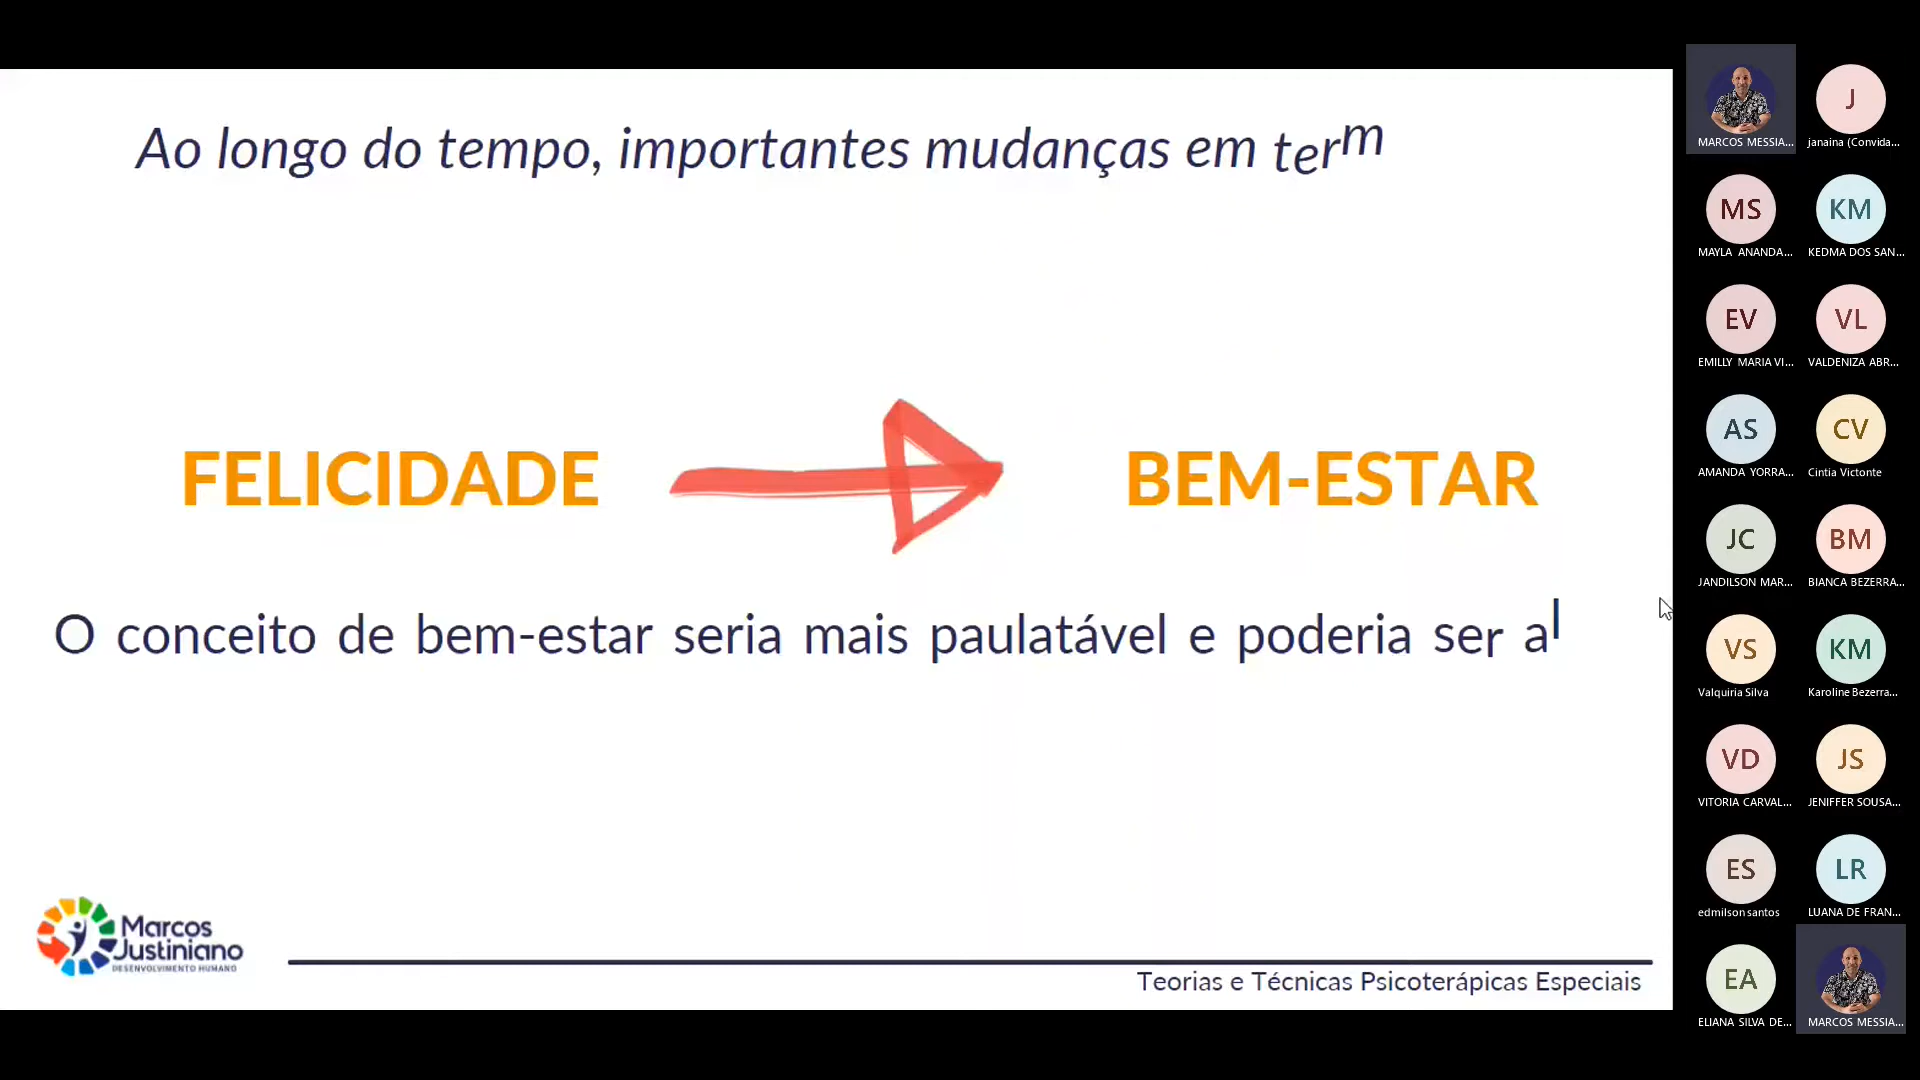 Ao longo do tempo, importantes mudanças em term
FELICIDADE
BEM-ESTAR
O conceito de bem-estar seria mais paulatável e poderia ser al
Marcos
Justiniano
DESENVOLVIMENTO HUMANO
Teorias e Técnicas Psicoterápicas Especiais
MARCOS MESSIA...
J
janaina (Convida...
MS
MAYLA ANANDA...
KM
KEDMA DOS SAN...
EV
EMILLY MARIA VI...
VL
VALDENIZA ABR...
AS
AMANDA YORRA...
CV
Cintia Victonte
JC
JANDILSON MAR...
BM
BIANCA BEZERRA...
VS
Valquiria Silva
KM
Karoline Bezerra...
VD
VITORIA CARVAL...
JS
JENIFFER SOUSA...
ES
edmilson santos
LR
LUANA DE FRAN...
EA
ELIANA SILVA DE...
MARCOS MESSIA...